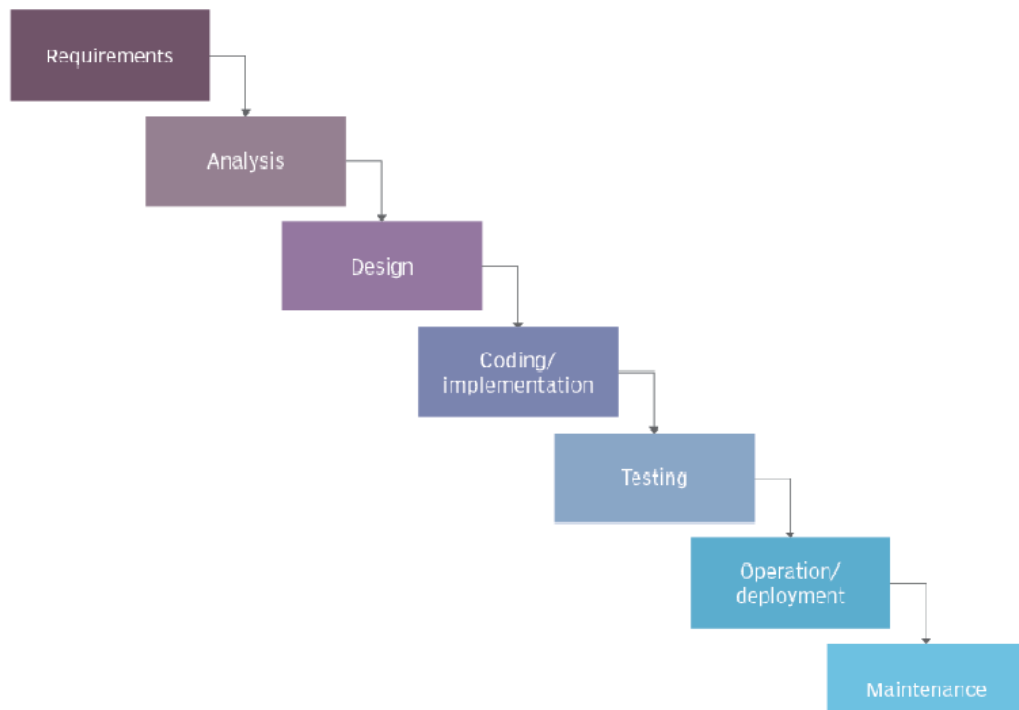 Requirements
Analysis
Design
Coding/
implementation
Testing
Operation/
deployment
Maintenance